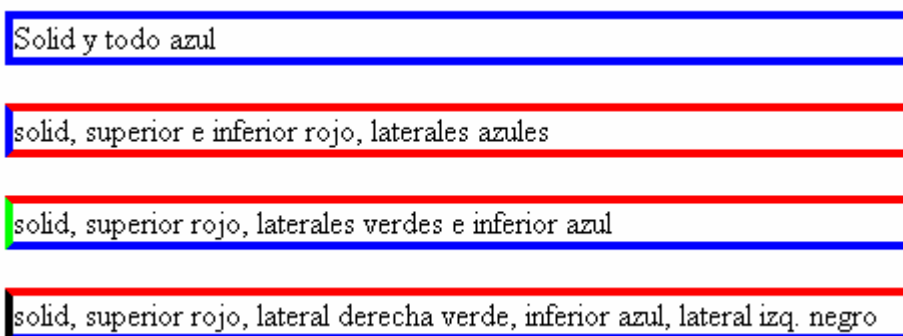 Solid y todo azul
solid, superior e inferior rojo, laterales azules
solid, superior rojo, laterales verdes e inferior azul
solid, superior rojo, lateral derecha verde, inferior azul, lateral izq. negro